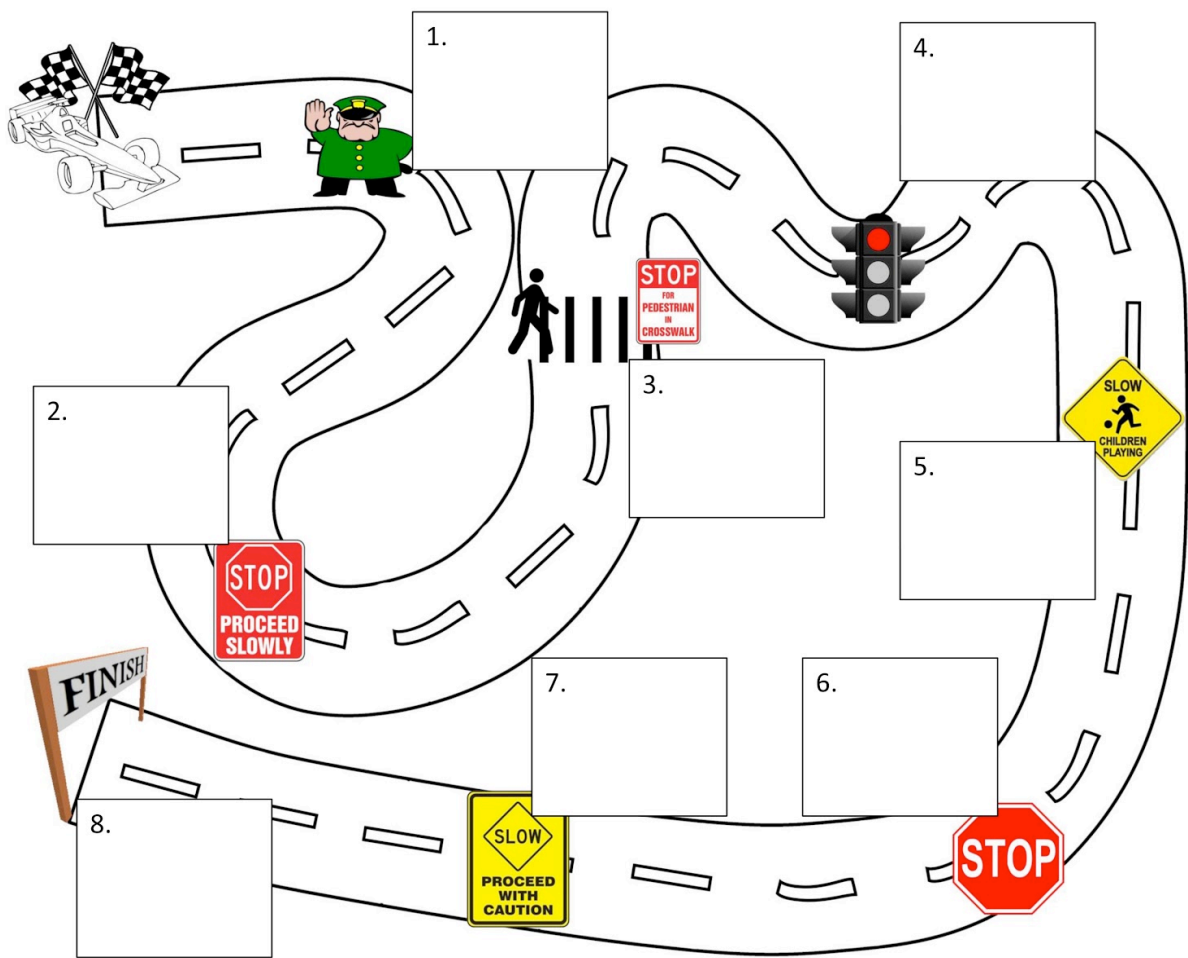 1.
4.
STOP
FOR
PEDESTRIAN
IN
CROSSWALK
2.
3.
SLOW
CHILDREN
PLAYING
5.
STOP
PROCEED
SLOWLY
FINISH
7.
6.
8.
SLOW
PROCEED
WITH
CAUTION
STOP